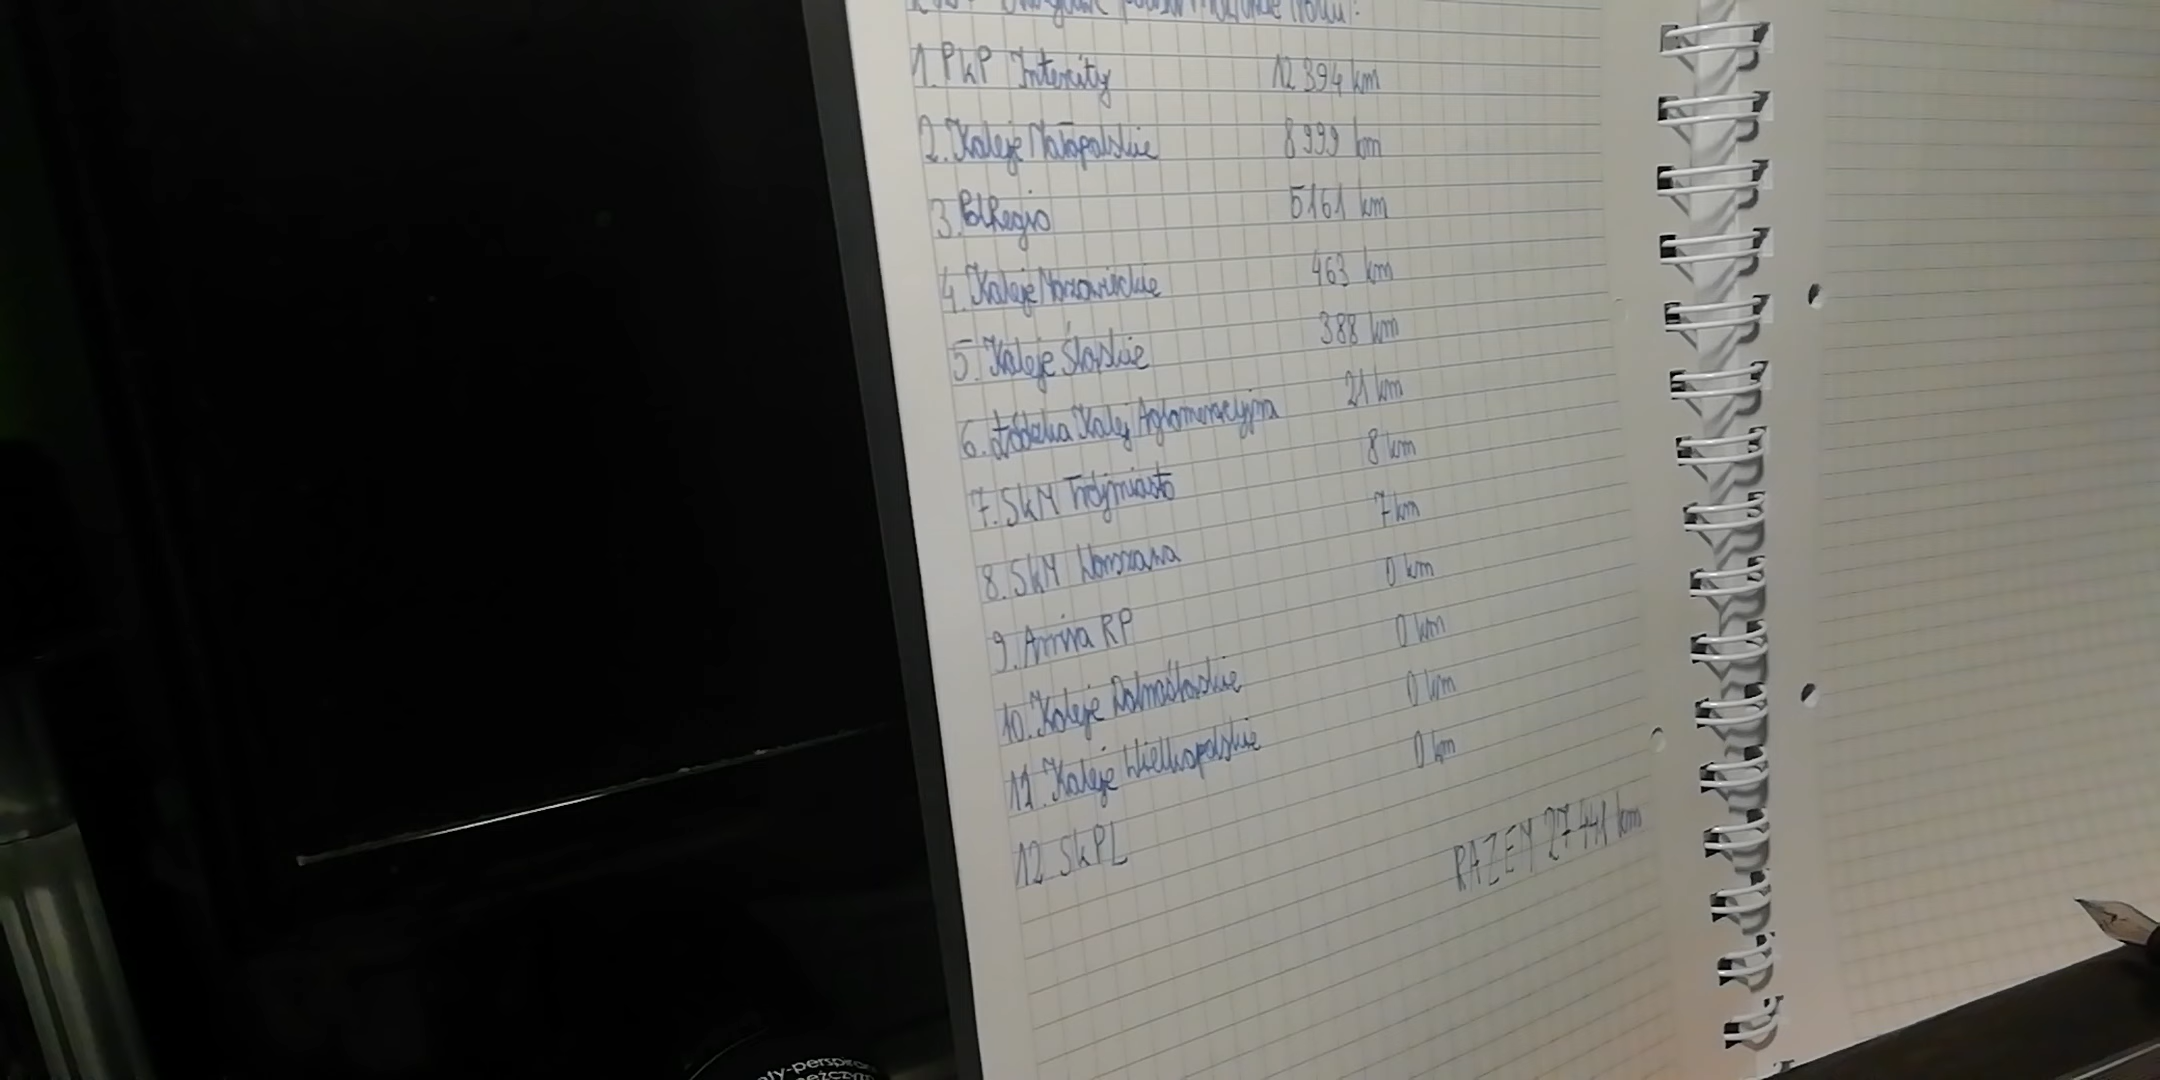 1. PKP Intercity 12 394 km
2. Koleje Małopolskie 8 999 km
3. PolRegio 5161 km
4. Koleje Mazowieckie 463 km
5. Koleje Śląskie 388 km
6. Łódzka Kolej Aglomeracyjna 21 km
7. SKM Trójmiasto 8 km
8. SKM Warszawa 7 km
9. Arriva RP 0 km
10. Koleje Dolnośląskie 0 km
11. Koleje Wielkopolskie 0 km
12 SKPL 0 km
RAZEM 27 441 km